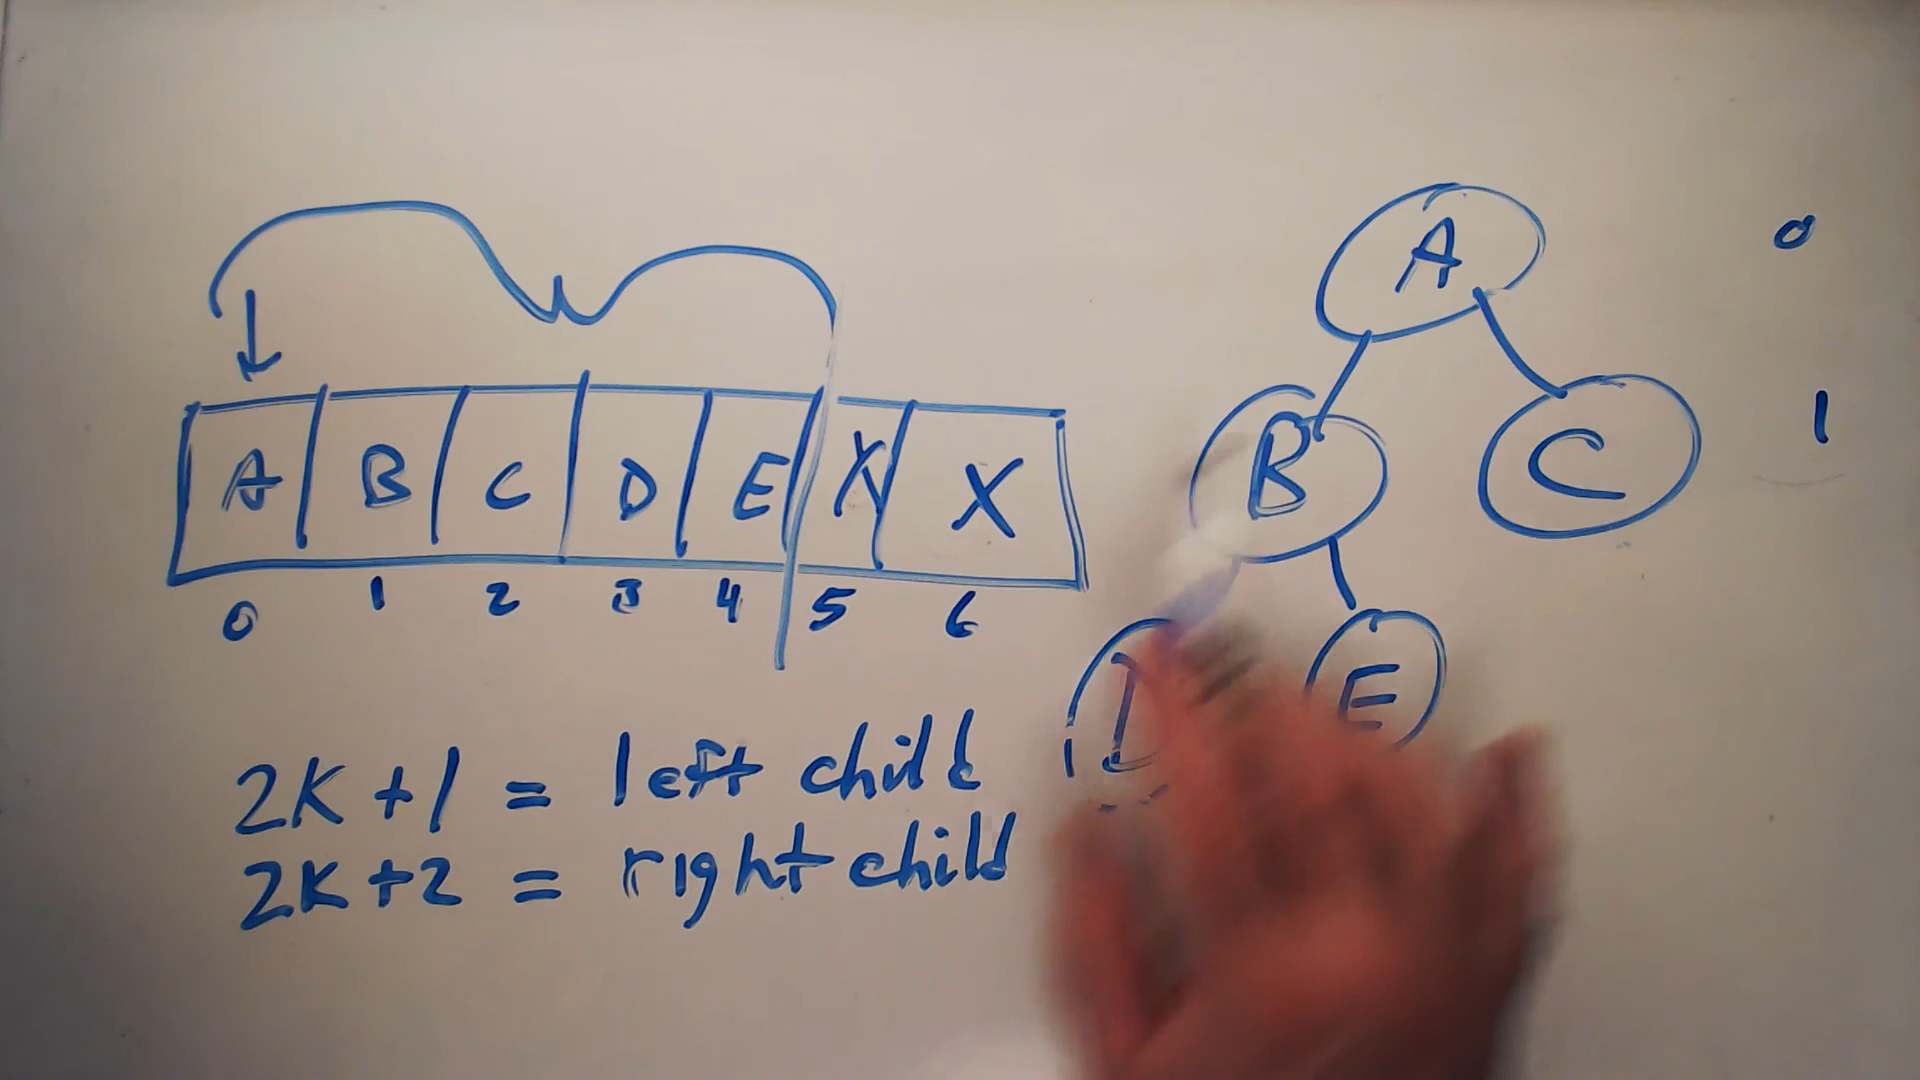 A B C D E X X
0 1 2 3 4 5 6
2K+1 = left child
2K+2 = right child
A 0
B C 1
D E